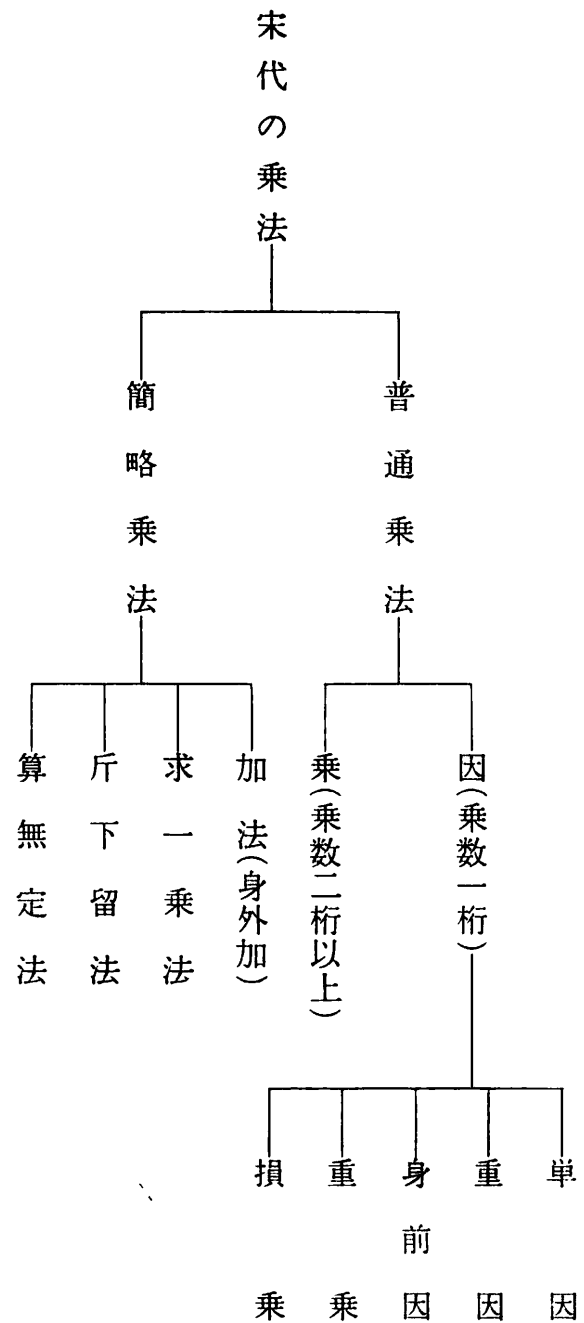 宋代の乗法
普通乗法
簡略乗法
因(乗数一桁)
乗(乗数二桁以上)
加法(身外加)
求一乗法
斤下留法
算無定法
単因
重因
身前因
重乗
損乗